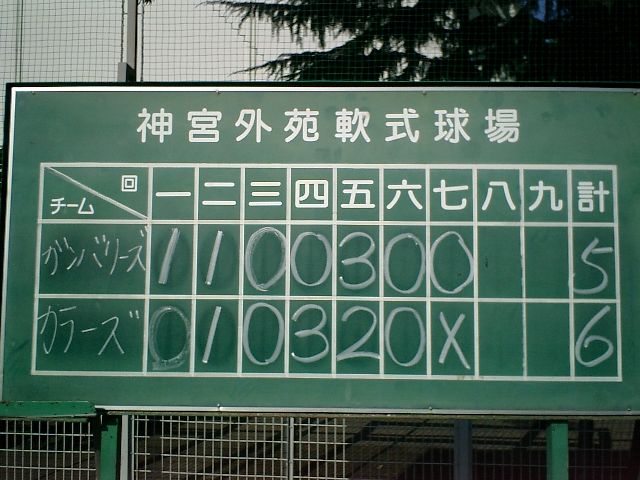 神宮外苑軟式球場
回 チーム 一 二 三 四 五 六 七 八 九 計
ガンバリーズ 1 1 0 0 3 0 0 5
カラーズ 0 1 0 3 2 0 X 6